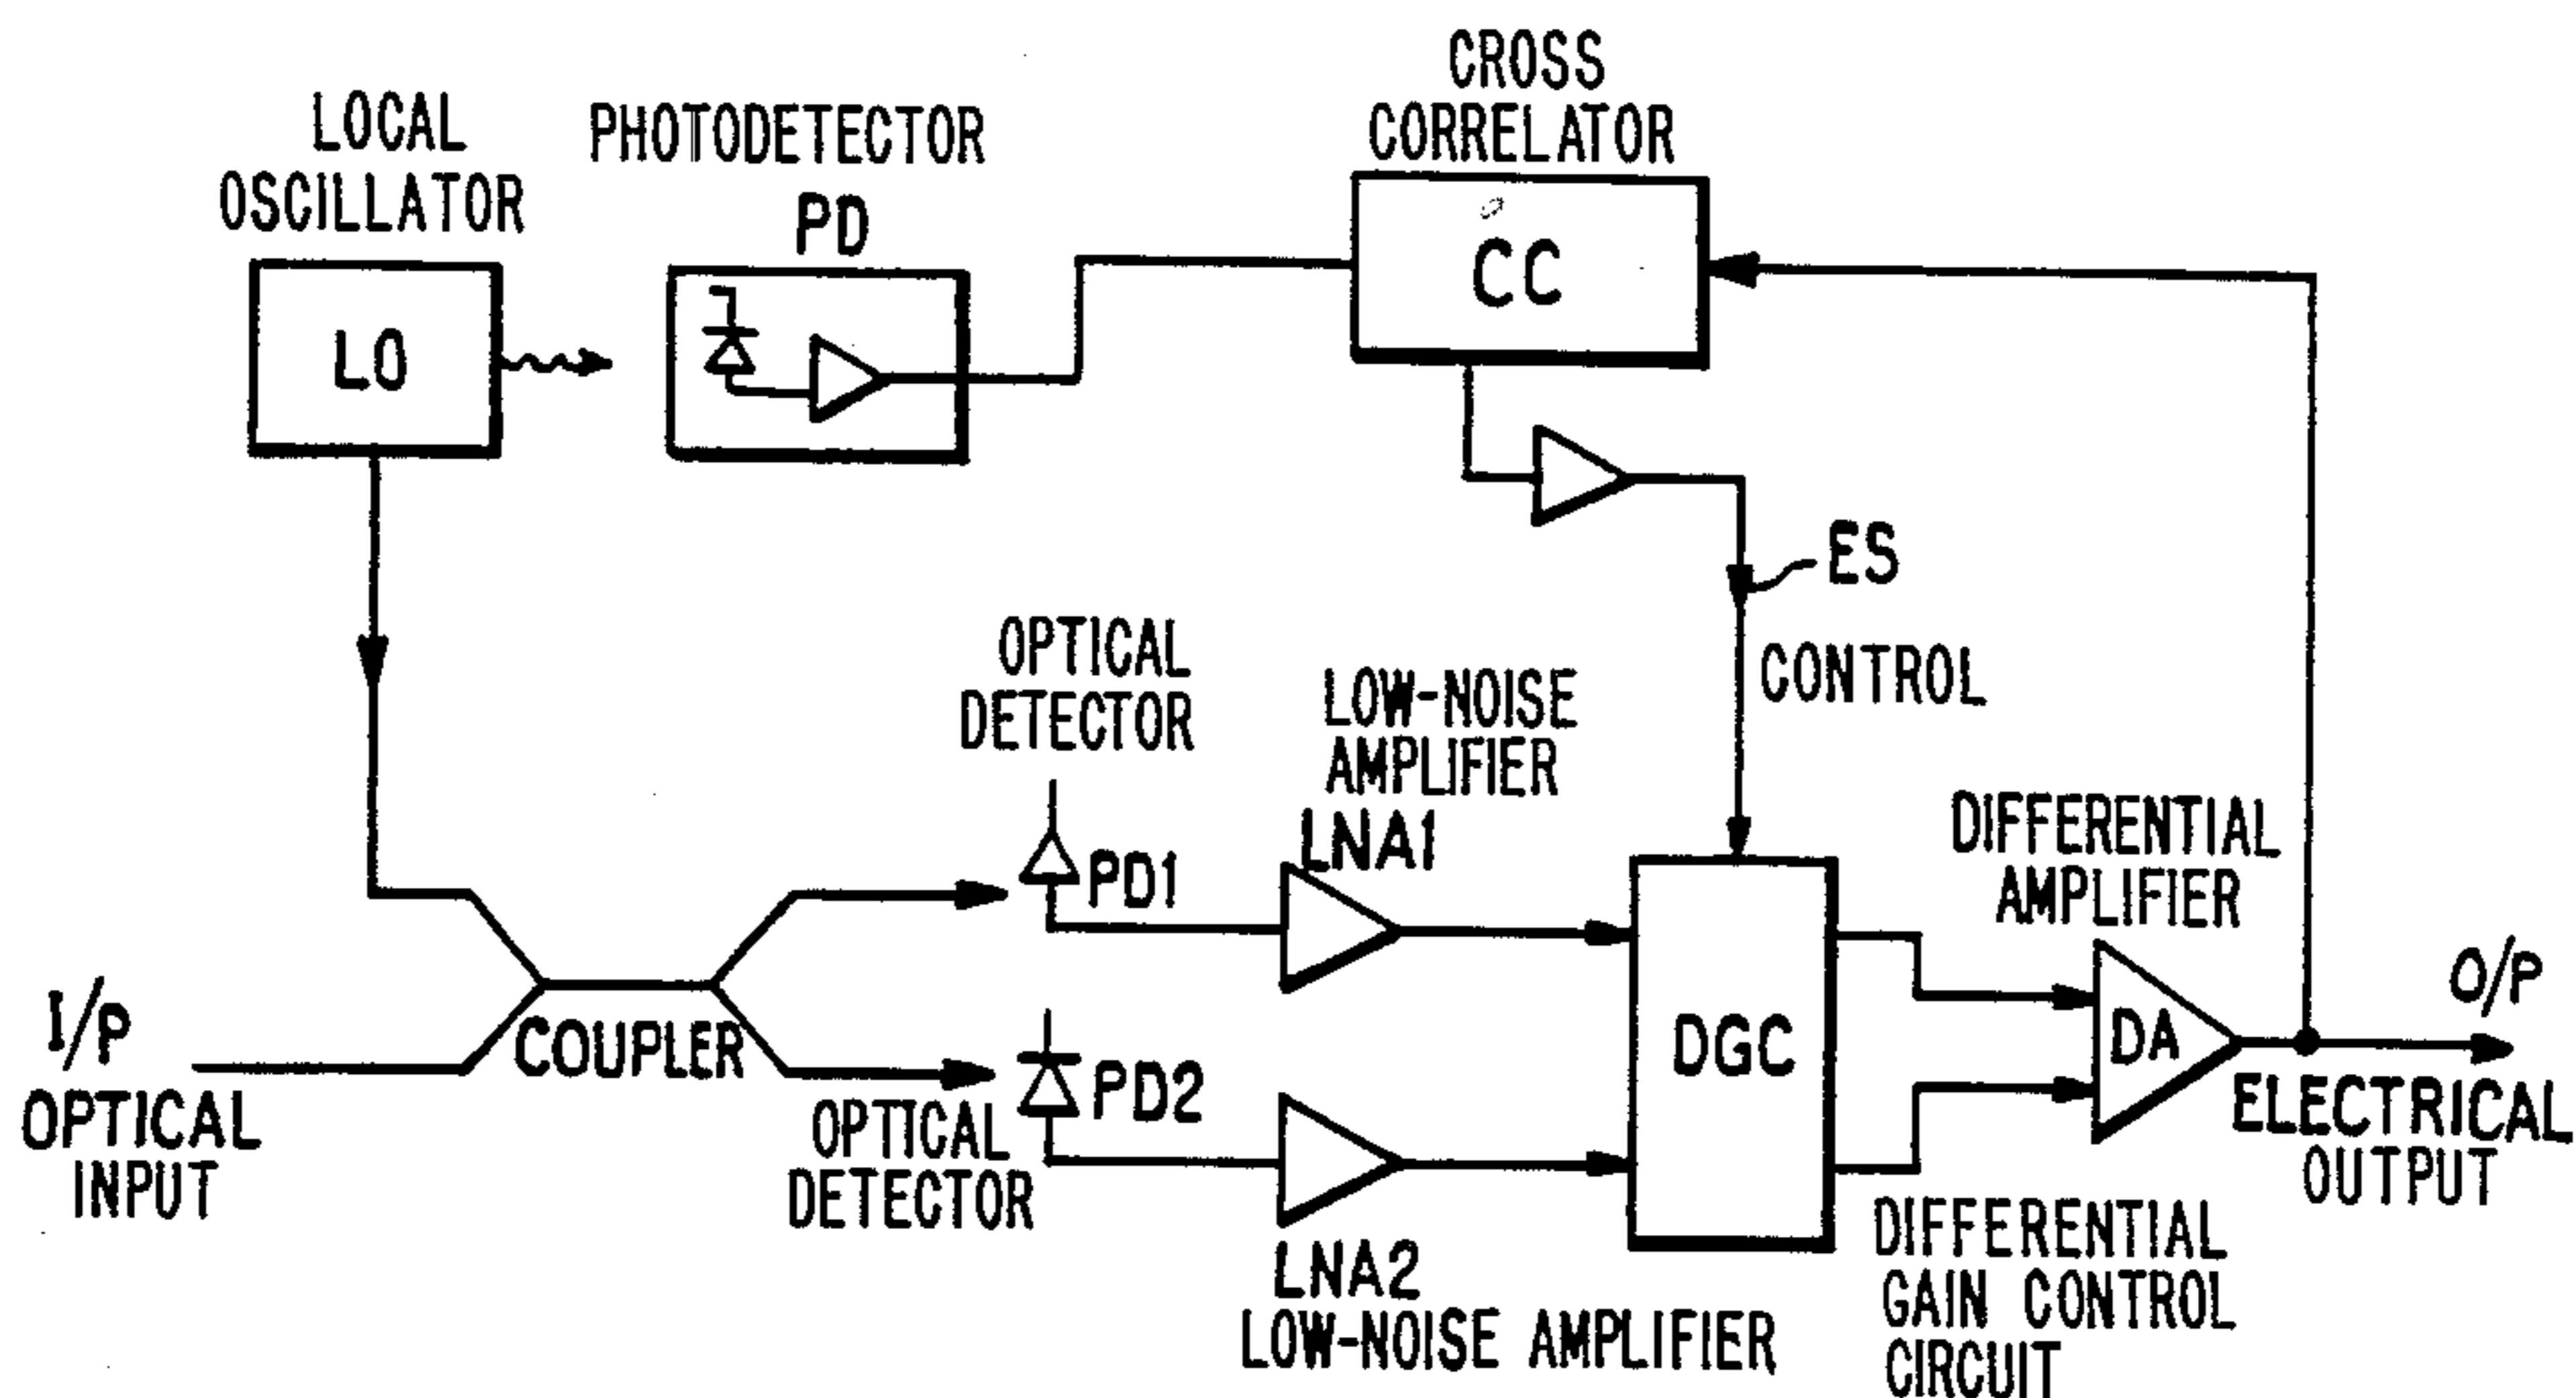 CROSS
CORRELATOR
CC
LOCAL
OSCILLATOR
LO
PHOTODETECTOR
PD
ES
CONTROL
OPTICAL
DETECTOR
PD1
LOW-NOISE
AMPLIFIER
LNA1
DIFFERENTIAL
AMPLIFIER
DA
I/P
OPTICAL
INPUT
COUPLER
OPTICAL
DETECTOR
PD2
LNA2
LOW-NOISE AMPLIFIER
DGC
DIFFERENTIAL
GAIN CONTROL
CIRCUIT
O/P
ELECTRICAL
OUTPUT